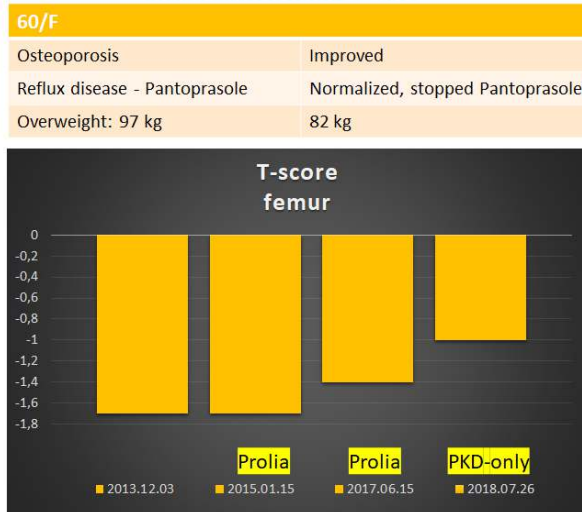 60/F
Osteoporosis Improved
Reflux disease - Pantoprasole Normalized, stopped Pantoprasole
Overweight: 97 kg 82 kg
T-score
femur
0
-0,2
-0,4
-0,6
-0,8
-1
-1,2
-1,4
-1,6
-1,8
Prolia Prolia PKD-only
2013.12.03 2015.01.15 2017.06.15 2018.07.26